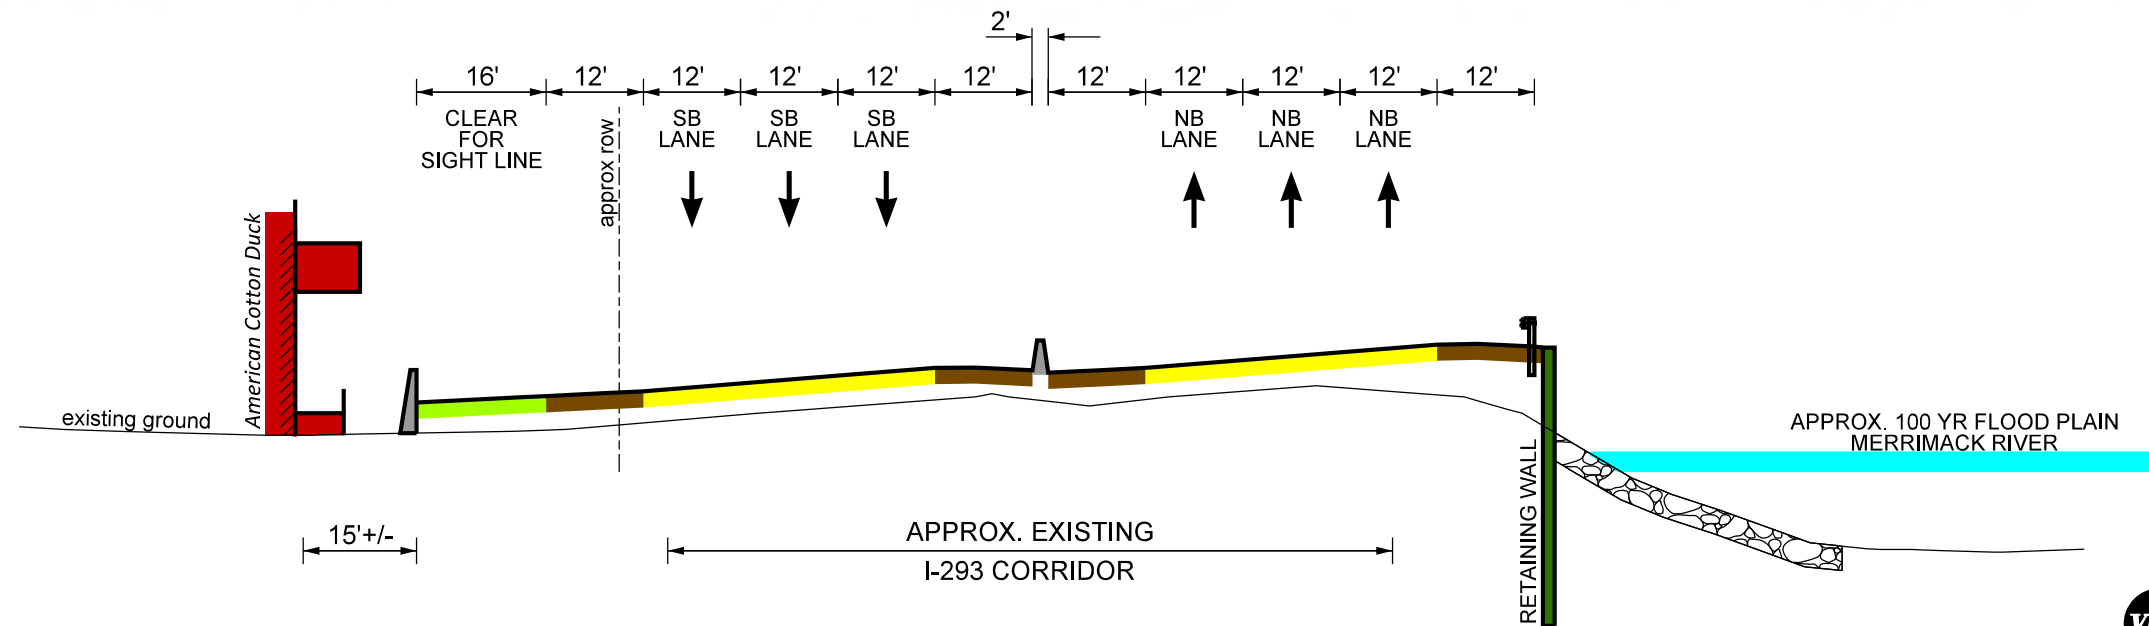 2'
16' 12' 12' 12' 12' 12' 12' 12' 12' 12' 12'
CLEAR
FOR
SIGHT LINE
approx row
SB
LANE
SB
LANE
SB
LANE
NB
LANE
NB
LANE
NB
LANE
American Cotton Duck
existing ground
APPROX. 100 YR FLOOD PLAIN
MERRIMACK RIVER
RETAINING WALL
15'+/-
APPROX. EXISTING
I-293 CORRIDOR